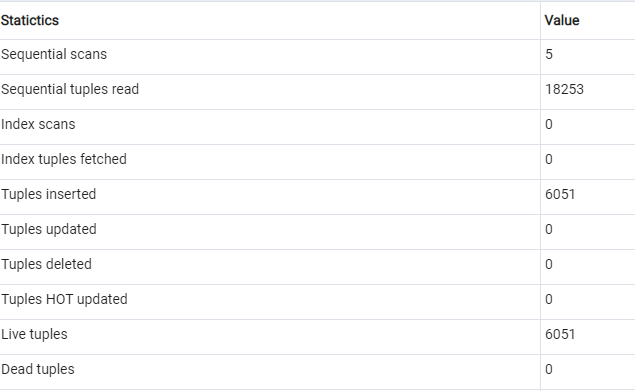 Statictics Value
Sequential scans 5
Sequential tuples read 18253
Index scans 0
Index tuples fetched 0
Tuples inserted 6051
Tuples updated 0
Tuples deleted 0
Tuples HOT updated 0
Live tuples 6051
Dead tuples 0